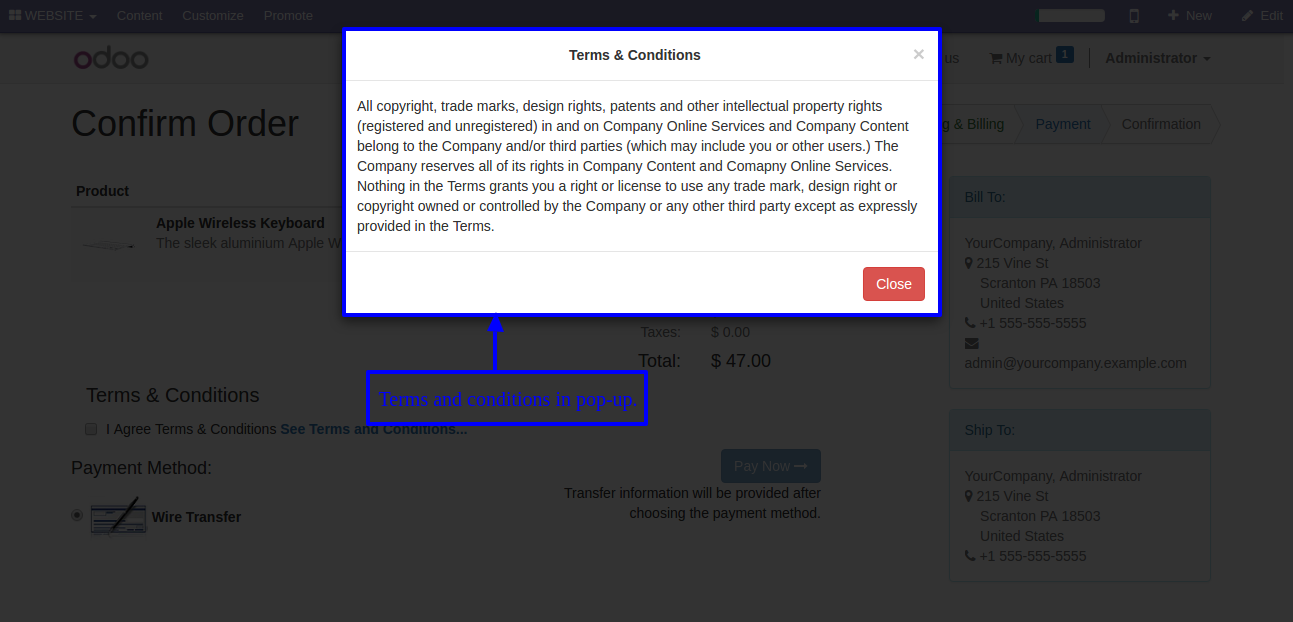 WEBSITE Content Customize Promote New Edit
odoo
us My cart 1 Administrator
Terms & Conditions ×
All copyright, trade marks, design rights, patents and other intellectual property rights
(registered and unregistered) in and on Company Online Services and Company Content
belong to the Company and/or third parties (which may include you or other users.) The
Company reserves all of its rights in Company Content and Comapny Online Services.
Nothing in the Terms grants you a right or license to use any trade mark, design right or
copyright owned or controlled by the Company or any other third party except as expressly
provided in the Terms.
Close
Confirm Order
g & Billing Payment Confirmation
Product
Apple Wireless Keyboard
The sleek aluminium Apple W
Taxes: $ 0.00
Total: $ 47.00
Terms and conditions in pop-up.
Terms & Conditions
I Agree Terms & Conditions See Terms and Conditions...
Payment Method:
Wire Transfer
Pay Now
Transfer information will be provided after
choosing the payment method.
Bill To:
YourCompany, Administrator
215 Vine St
Scranton PA 18503
United States
+1 555-555-5555
admin@yourcompany.example.com
Ship To:
YourCompany, Administrator
215 Vine St
Scranton PA 18503
United States
+1 555-555-5555